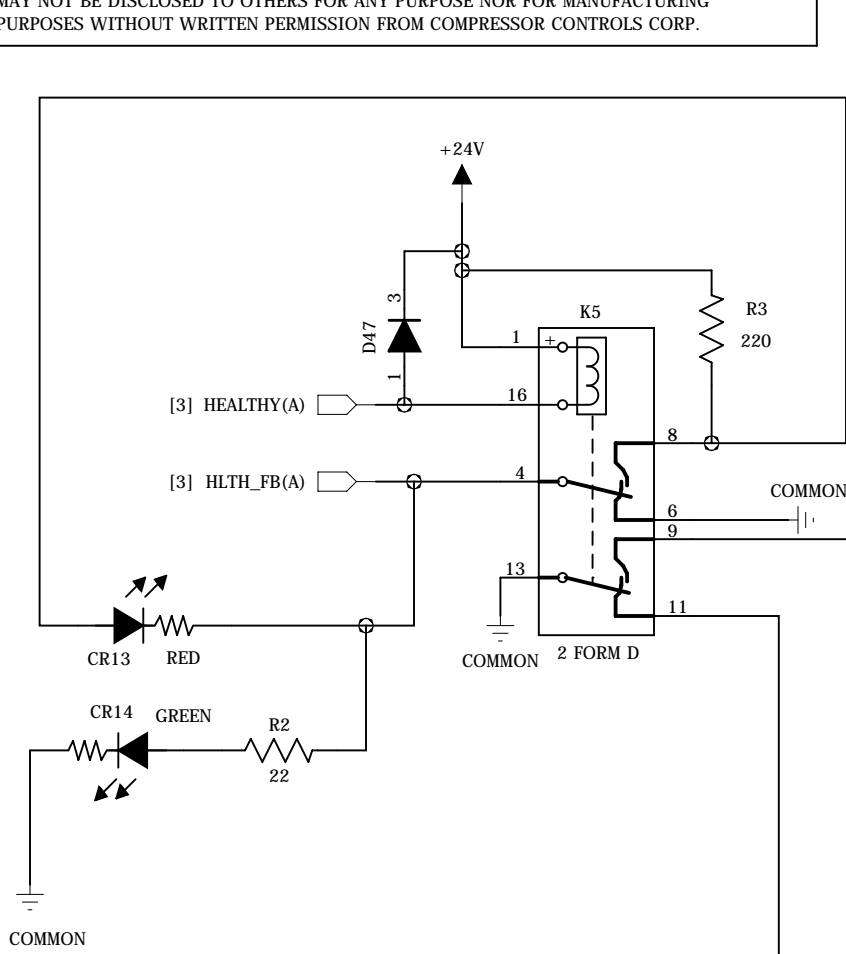 MAY NOT BE DISCLOSED TO OTHERS FOR ANY PURPOSE NOR FOR MANUFACTURING
PURPOSES WITHOUT WRITTEN PERMISSION FROM COMPRESSOR CONTROLS CORP.
+24V
K5
R3
220
3
D47
1
1
+
16
[3] HEALTHY(A)
8
[3] HLTH_FB(A)
4
COMMON
6
9
13
11
COMMON
2 FORM D
CR13
RED
CR14
GREEN
R2
22
COMMON